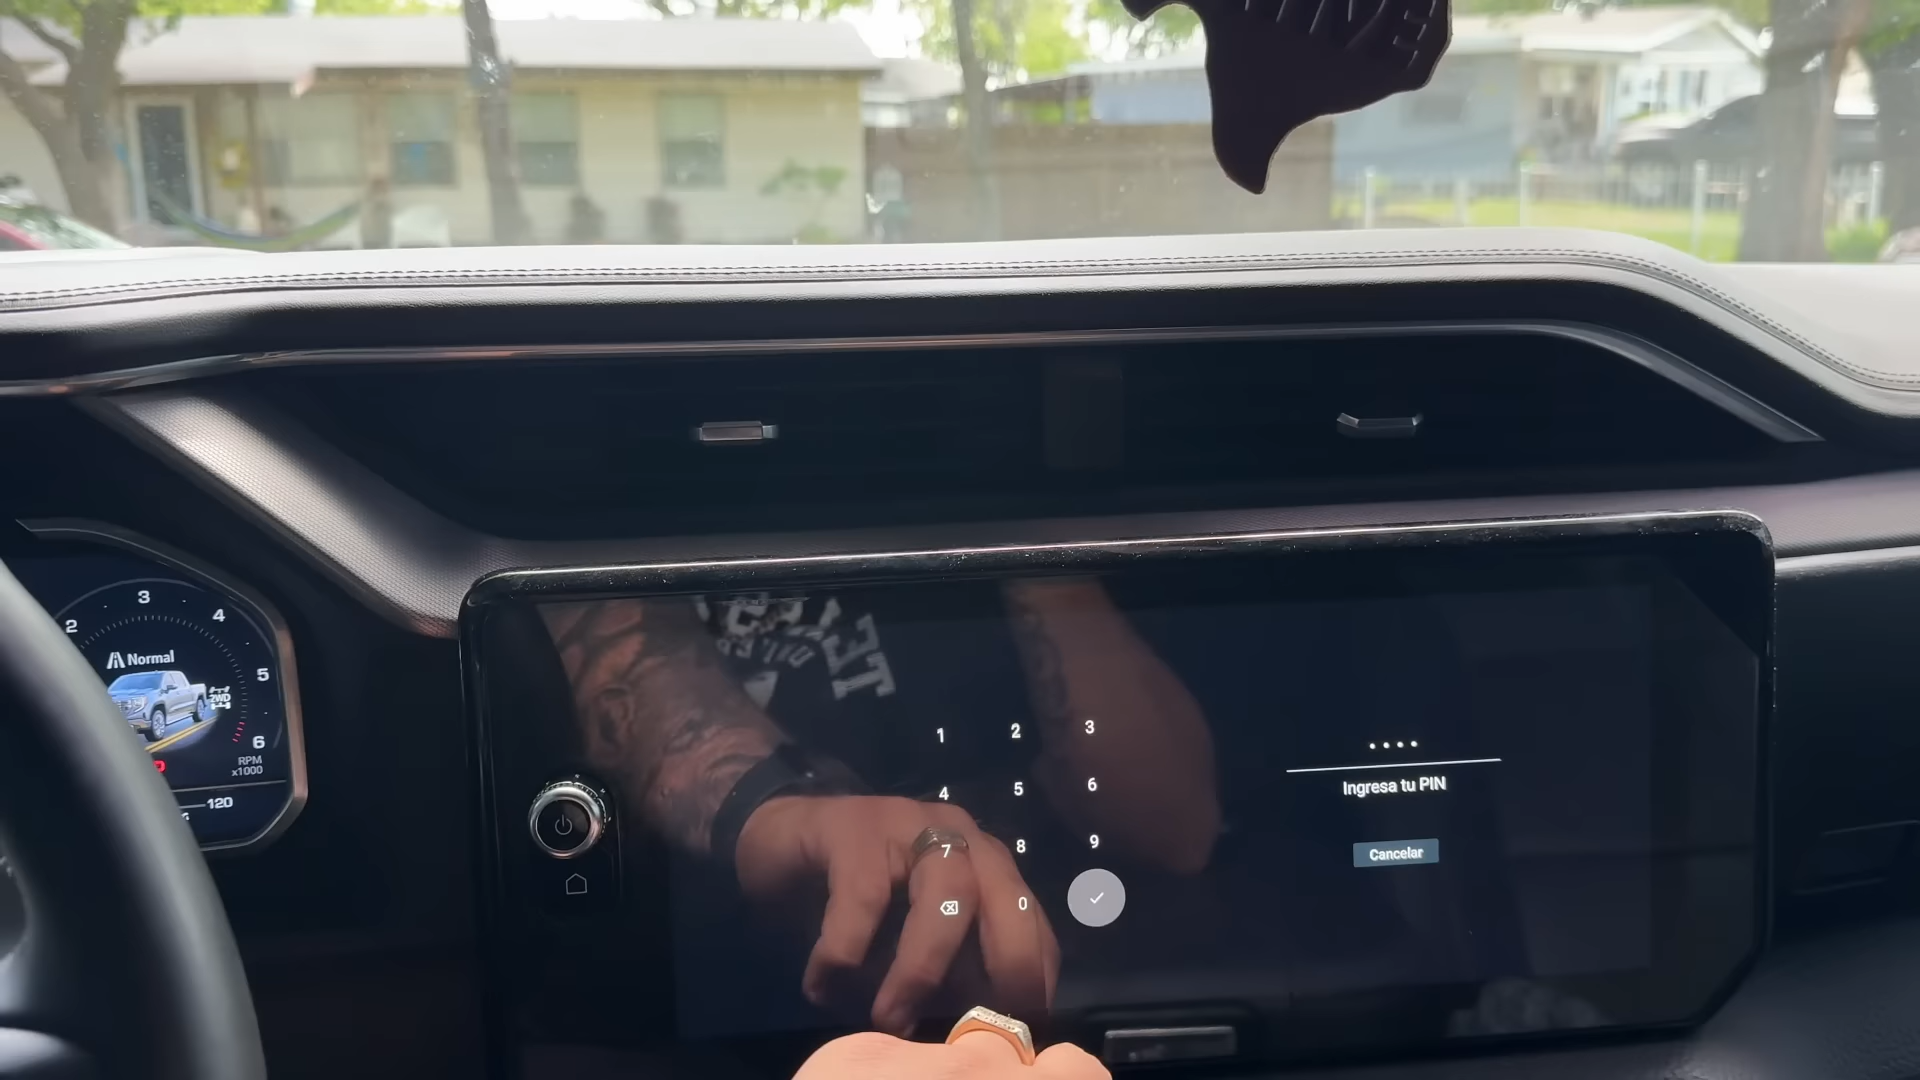 3
2
4
Normal
5
2WD
6
RPM
x1000
120
1 2 3
4 5 6
7 8 9
0
Ingresa tu PIN
Cancelar